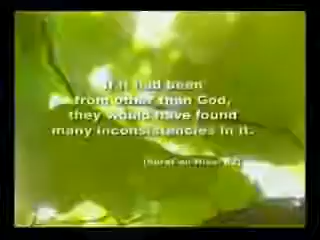 If it had been
from other than God,
they would have found
many inconsistencies in it.
(Surat an-Nisa: 82)